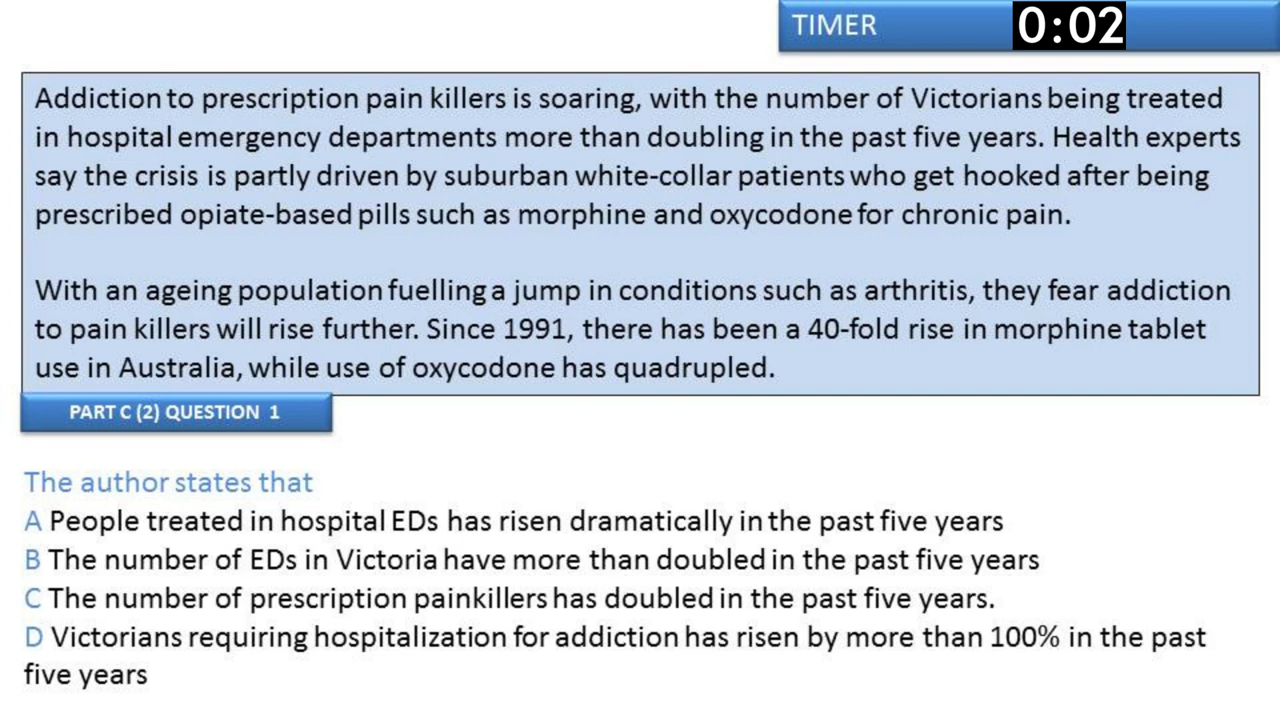 TIMER
0:02
Addiction to prescription pain killers is soaring, with the number of Victorians being treated
in hospital emergency departments more than doubling in the past five years. Health experts
say the crisis is partly driven by suburban white-collar patients who get hooked after being
prescribed opiate-based pills such as morphine and oxycodone for chronic pain.
With an ageing population fuelling a jump in conditions such as arthritis, they fear addiction
to pain killers will rise further. Since 1991, there has been a 40-fold rise in morphine tablet
use in Australia, while use of oxycodone has quadrupled.
PART C (2) QUESTION 1
The author states that
A People treated in hospital EDs has risen dramatically in the past five years
B The number of EDs in Victoria have more than doubled in the past five years
C The number of prescription painkillers has doubled in the past five years.
D Victorians requiring hospitalization for addiction has risen by more than 100% in the past
five years